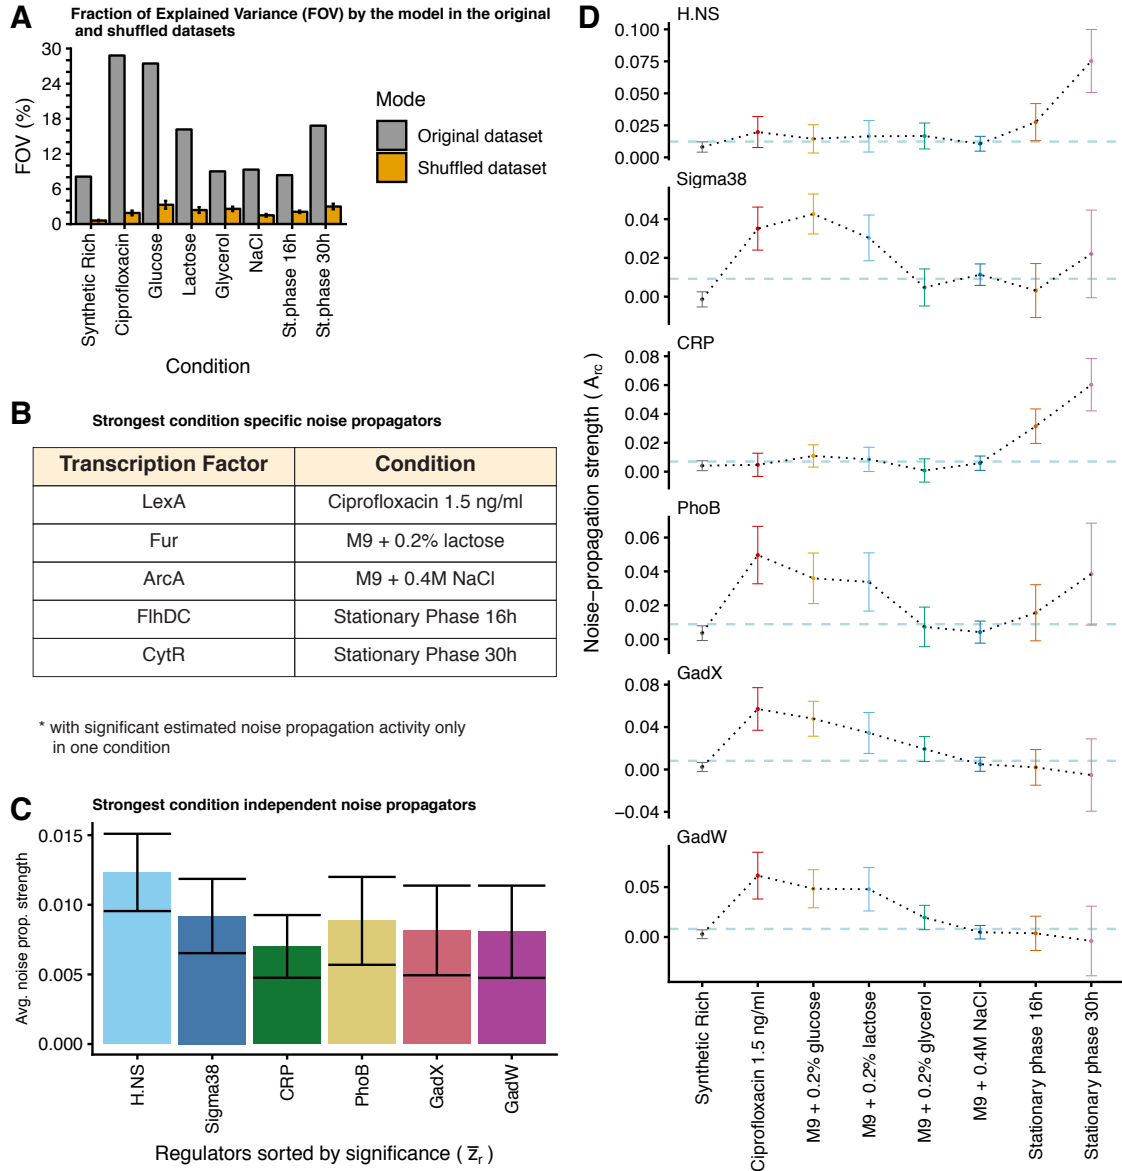 A
Fraction of Explained Variance (FOV) by the model in the original
and shuffled datasets
FOV (%)
30
24
18
12
6
0
Synthetic Rich
Ciprofloxacin
Glucose
Lactose
Glycerol
NaCl
St.phase 16h
St.phase 30h
Condition
Mode
Original dataset
Shuffled dataset
B
Strongest condition specific noise propagators
Transcription Factor Condition
LexA Ciprofloxacin 1.5 ng/ml
Fur M9 + 0.2% lactose
ArcA M9 + 0.4M NaCl
FlhDC Stationary Phase 16h
CytR Stationary Phase 30h
* with significant estimated noise propagation activity only
in one condition
C
Strongest condition independent noise propagators
Avg. noise prop. strength
0.015
0.010
0.005
0.000
H.NS
Sigma38
CRP
PhoB
GadX
GadW
Regulators sorted by significance ( z̅r )
D
Noise−propagation strength ( Arc )
H.NS
0.100
0.075
0.050
0.025
0.000
Sigma38
0.04
0.02
0.00
CRP
0.08
0.06
0.04
0.02
0.00
PhoB
0.06
0.04
0.02
0.00
GadX
0.08
0.04
0.00
−0.04
GadW
0.05
0.00
Synthetic Rich
Ciprofloxacin 1.5 ng/ml
M9 + 0.2% glucose
M9 + 0.2% lactose
M9 + 0.2% glycerol
M9 + 0.4M NaCl
Stationary phase 16h
Stationary phase 30h